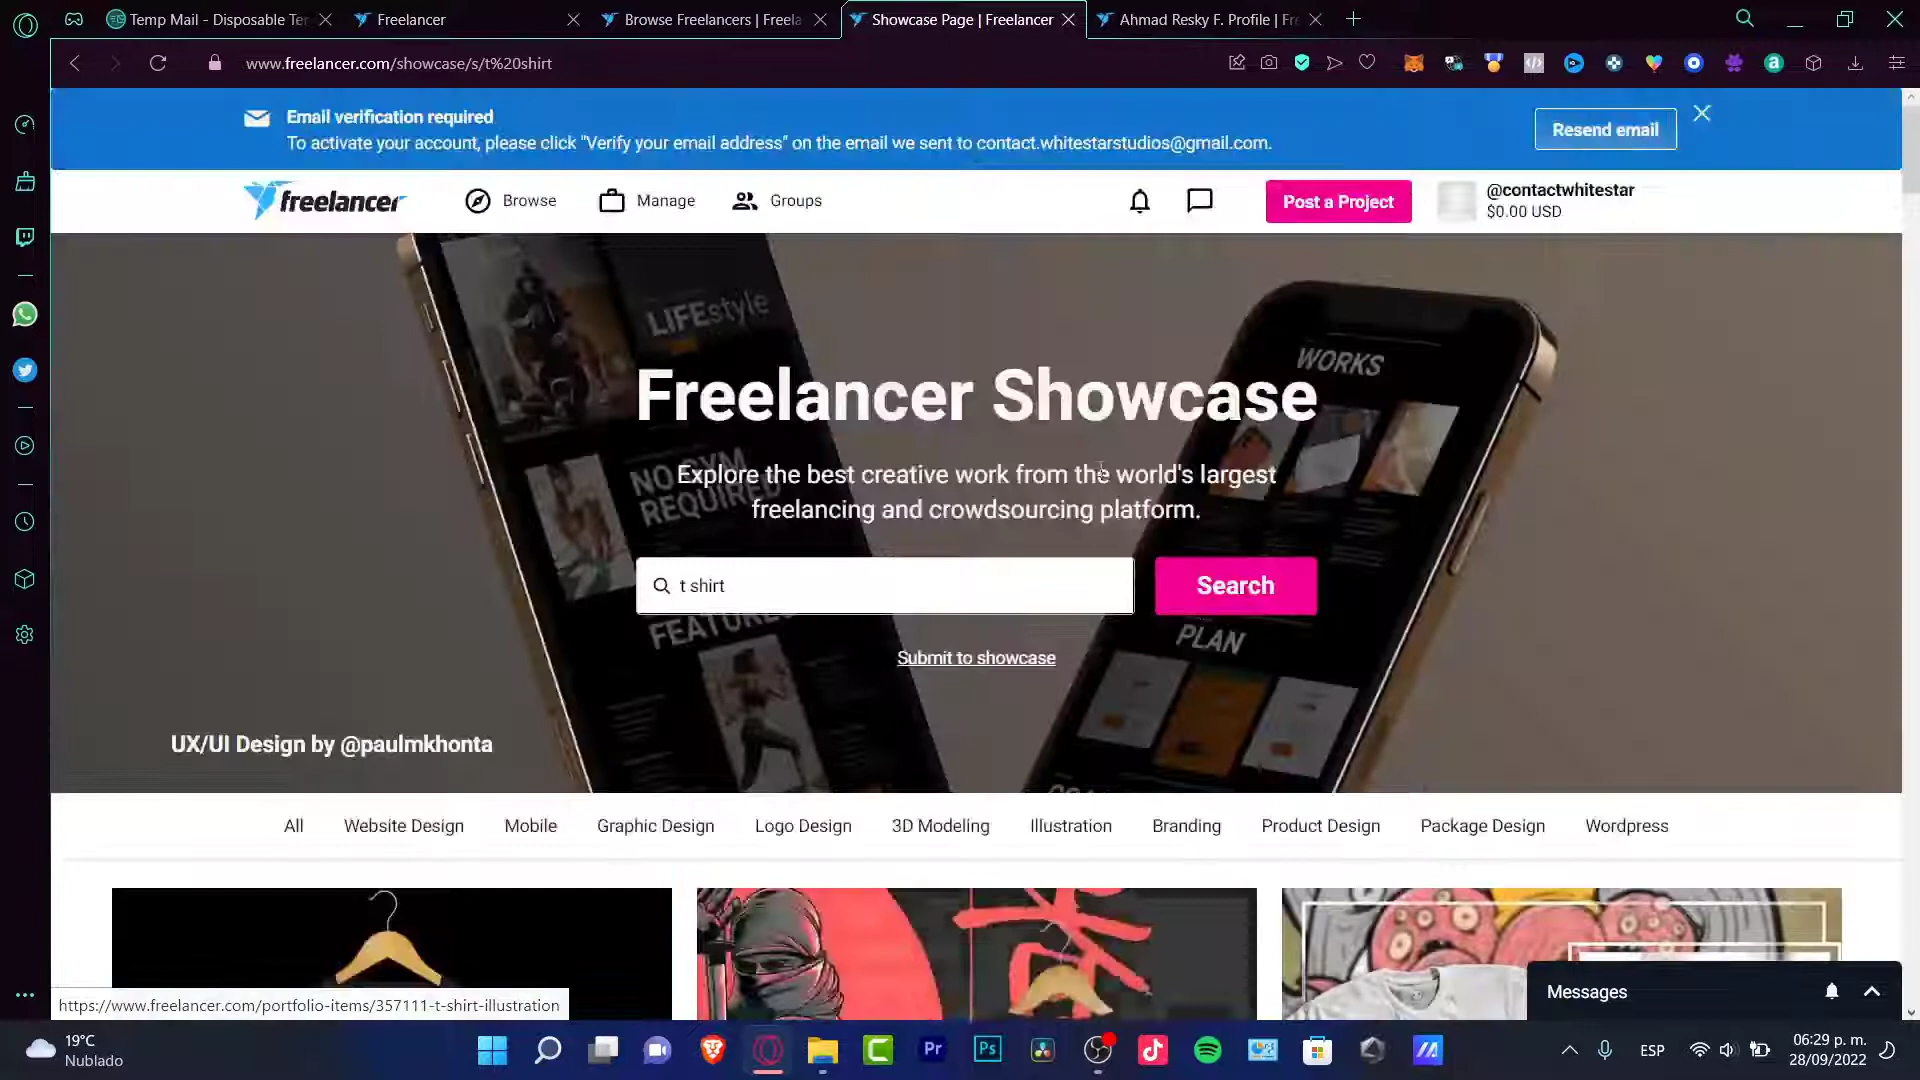 Temp Mail - Disposable Ter
Freelancer
Browse Freelancers | Freela
Showcase Page | Freelancer
Ahmad Resky F. Profile | Fr
www.freelancer.com/showcase/s/t%20shirt
Email verification required
To activate your account, please click "Verify your email address" on the email we sent to contact.whitestarstudios@gmail.com.
Resend email
freelancer
Browse
Manage
Groups
Post a Project
@contactwhitestar
$0.00 USD
LIFEstyle
WORKS
Freelancer Showcase
NO GYM
REQUIRED
Explore the best creative work from the world's largest
freelancing and crowdsourcing platform.
t shirt
Search
PLAN
Submit to showcase
UX/UI Design by @paulmkhonta
All
Website Design
Mobile
Graphic Design
Logo Design
3D Modeling
Illustration
Branding
Product Design
Package Design
Wordpress
Messages
https://www.freelancer.com/portfolio-items/357111-t-shirt-illustration
19°C
Nublado
Pr
Ps
ESP
06:29 p. m.
28/09/2022